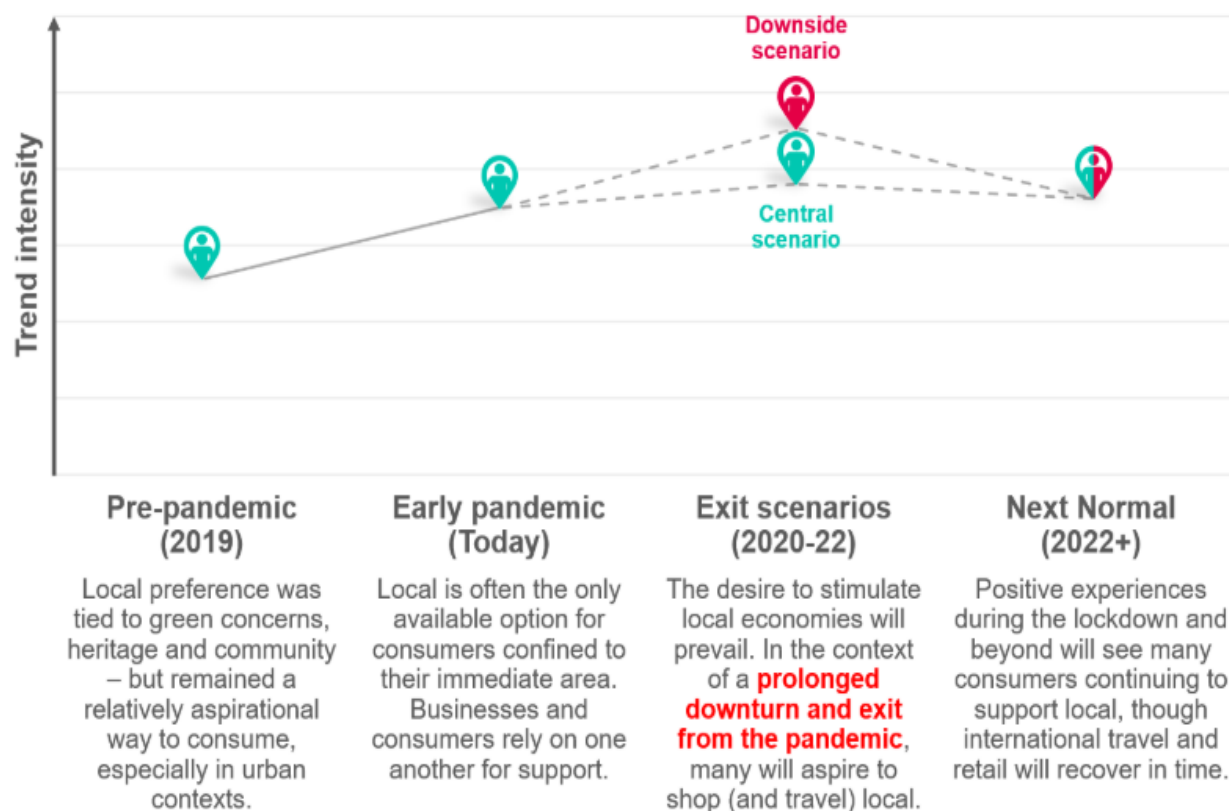 Downside
scenario
Trend intensity
Central
scenario
Pre-pandemic
(2019)
Local preference was
tied to green concerns,
heritage and community
– but remained a
relatively aspirational
way to consume,
especially in urban
contexts.
Early pandemic
(Today)
Local is often the only
available option for
consumers confined to
their immediate area.
Businesses and
consumers rely on one
another for support.
Exit scenarios
(2020-22)
The desire to stimulate
local economies will
prevail. In the context
of a prolonged
downturn and exit
from the pandemic,
many will aspire to
shop (and travel) local.
Next Normal
(2022+)
Positive experiences
during the lockdown and
beyond will see many
consumers continuing to
support local, though
international travel and
retail will recover in time.